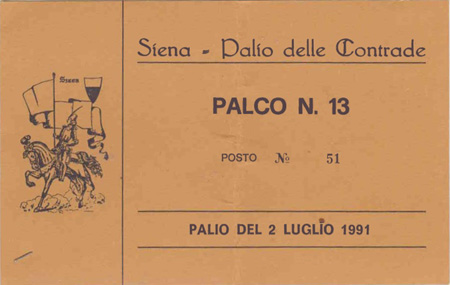 Siena - Palio delle Contrade
Siena
PALCO N. 13
POSTO № 51
PALIO DEL 2 LUGLIO 1991